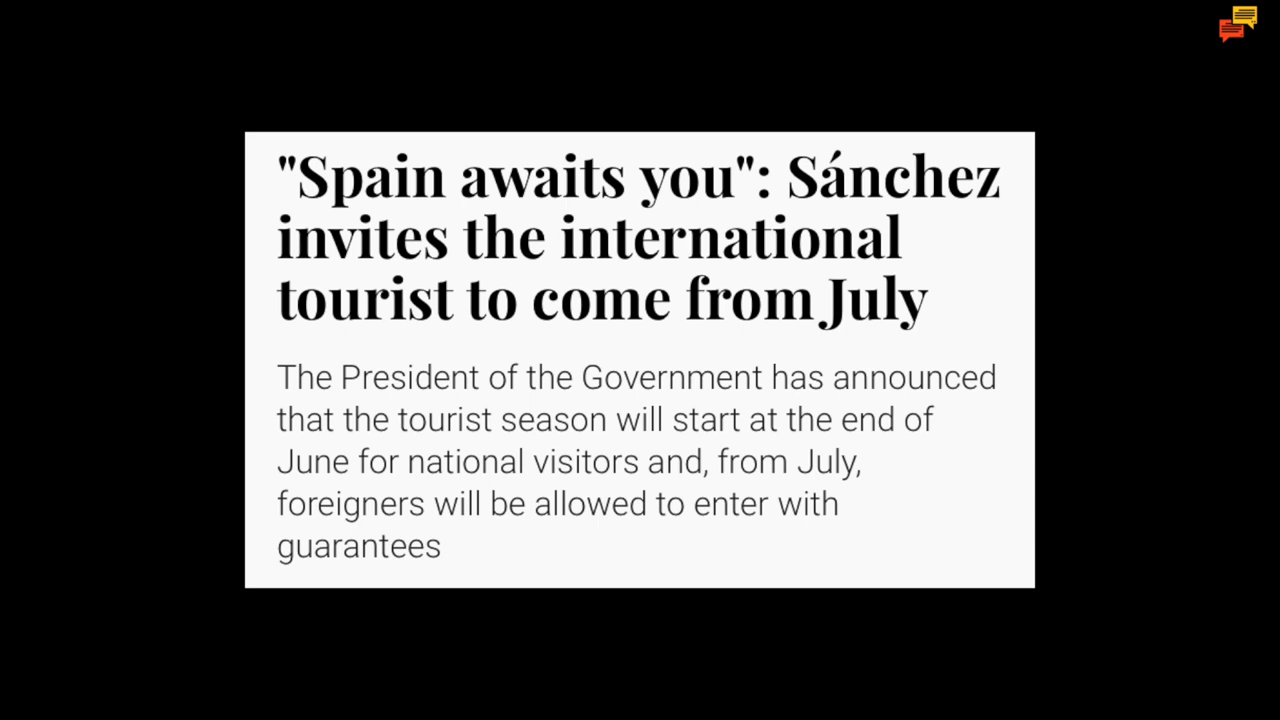 "Spain awaits you": Sánchez
invites the international
tourist to come from July
The President of the Government has announced
that the tourist season will start at the end of
June for national visitors and, from July,
foreigners will be allowed to enter with
guarantees